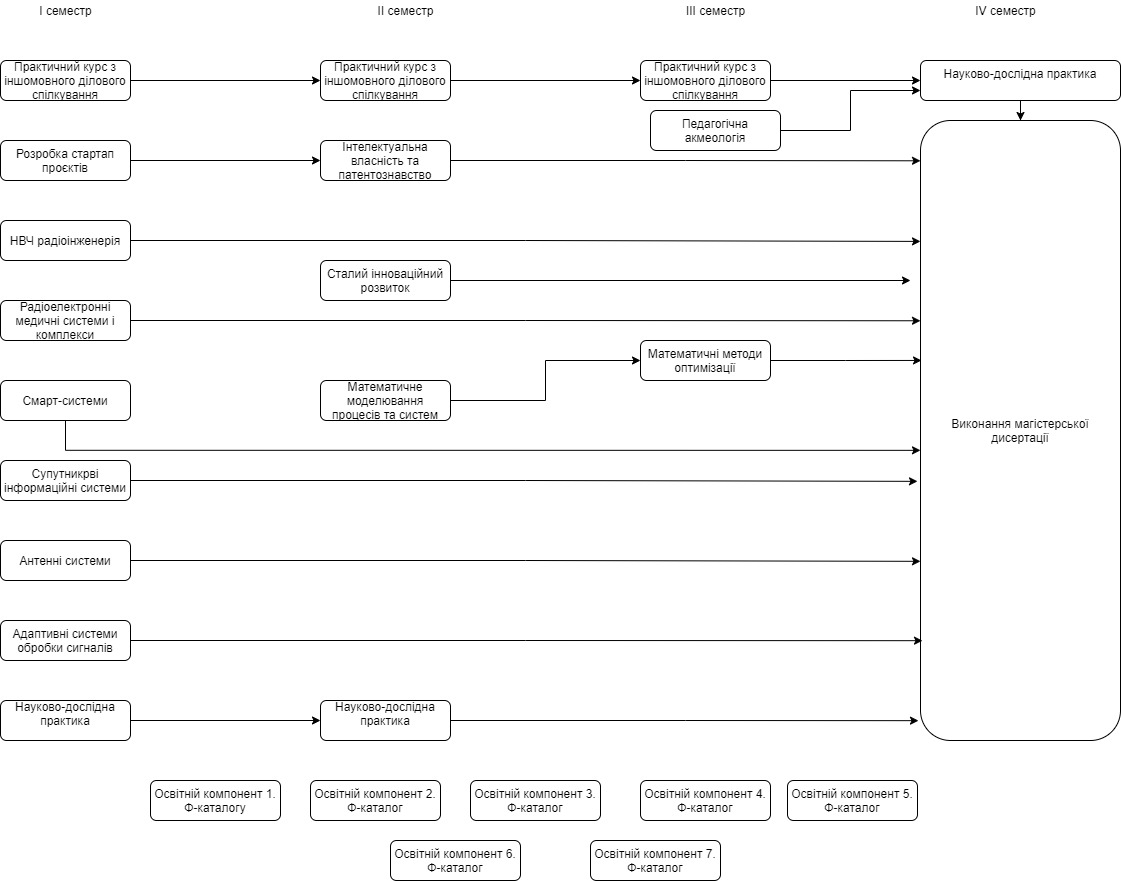 І семестр
ІІ семестр
ІІІ семестр
IV семестр
Практичний курс з
іншомовного ділового
спілкування
Практичний курс з
іншомовного ділового
спілкування
Практичний курс з
іншомовного ділового
спілкування
Науково-дослідна практика
Педагогічна
акмеологія
Розробка стартап
проєктів
Інтелектуальна
власність та
патентознавство
НВЧ радіоінженерія
Сталий інноваційний
розвиток
Радіоелектронні
медичні системи і
комплекси
Математичні методи
оптимізації
Смарт-системи
Математичне
моделювання
процесів та систем
Виконання магістерської
дисертації
Супутникрві
інформаційні системи
Антенні системи
Адаптивні системи
обробки сигналів
Науково-дослідна
практика
Науково-дослідна
практика
Освітній компонент 1.
Ф-каталогу
Освітній компонент 2.
Ф-каталог
Освітній компонент 3.
Ф-каталог
Освітній компонент 4.
Ф-каталог
Освітній компонент 5.
Ф-каталог
Освітній компонент 6.
Ф-каталог
Освітній компонент 7.
Ф-каталог